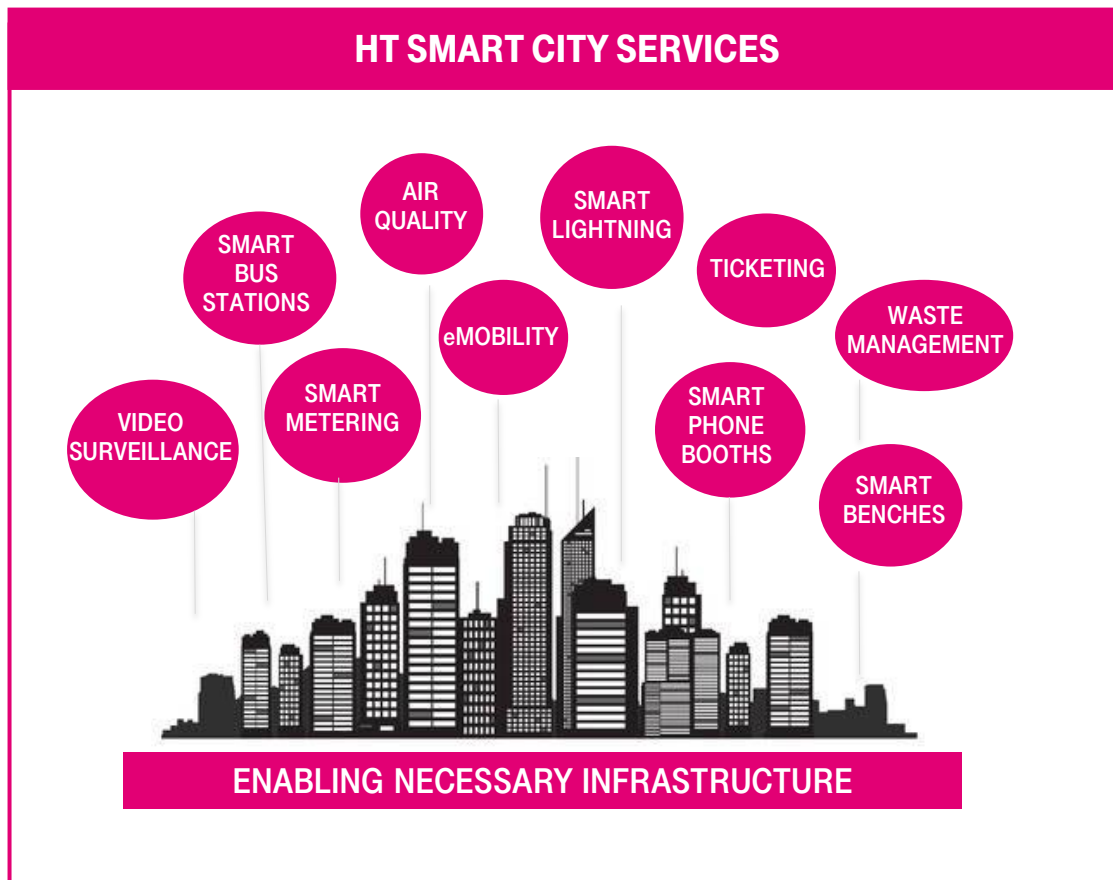 HT SMART CITY SERVICES
AIR
QUALITY
SMART
LIGHTNING
SMART
BUS
STATIONS
TICKETING
eMOBILITY
WASTE
MANAGEMENT
SMART
METERING
SMART
PHONE
BOOTHS
VIDEO
SURVEILLANCE
SMART
BENCHES
ENABLING NECESSARY INFRASTRUCTURE